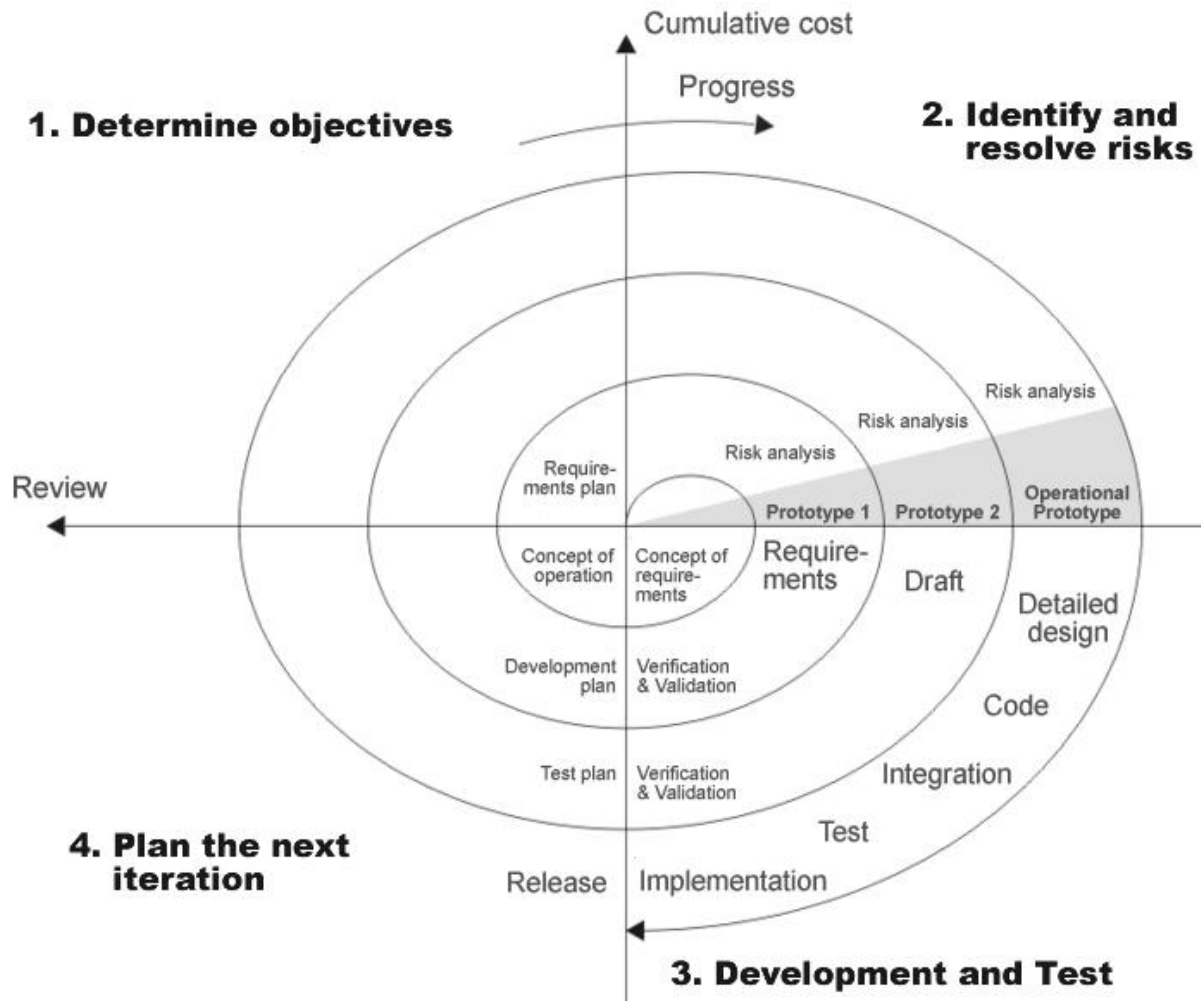 Cumulative cost
Progress
1. Determine objectives
2. Identify and
resolve risks
Risk analysis
Risk analysis
Risk analysis
Require-
ments plan
Review
Prototype 1
Prototype 2
Operational
Prototype
Concept of
operation
Concept of
require-
ments
Require-
ments
Draft
Detailed
design
Development
plan
Verification
& Validation
Code
Test plan
Verification
& Validation
Integration
Test
4. Plan the next
iteration
Release
Implementation
3. Development and Test